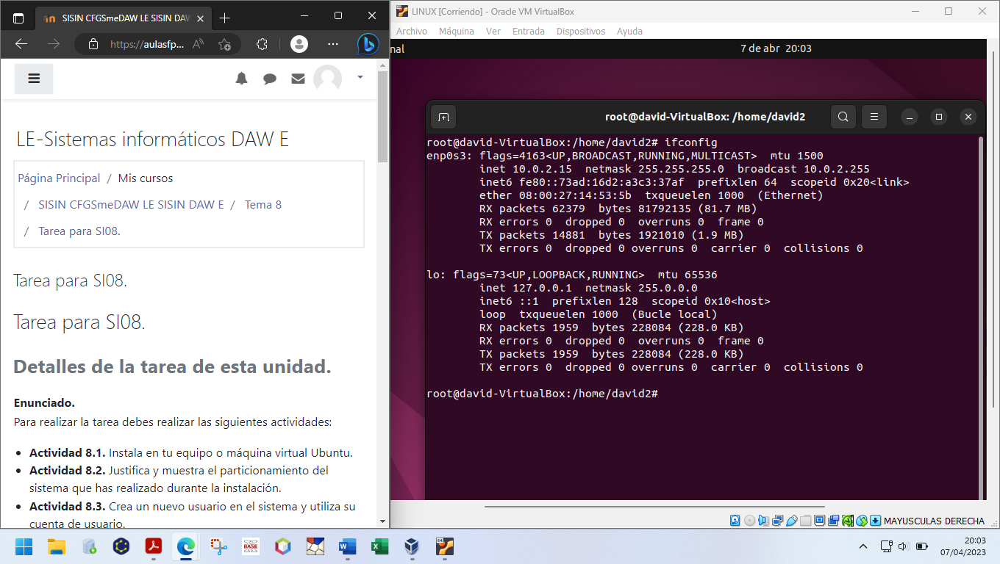 SISIN CFGSmeDAW LE SISIN DAW
https://aulasfp...
LE-Sistemas informáticos DAW E
Página Principal / Mis cursos
/ SISIN CFGSmeDAW LE SISIN DAW E / Tema 8
/ Tarea para SI08.
Tarea para SI08.
Tarea para SI08.
Detalles de la tarea de esta unidad.
Enunciado.
Para realizar la tarea debes realizar las siguientes actividades:
Actividad 8.1. Instala en tu equipo o máquina virtual Ubuntu.
Actividad 8.2. Justifica y muestra el particionamiento del
sistema que has realizado durante la instalación.
Actividad 8.3. Crea un nuevo usuario en el sistema y utiliza su
cuenta de usuario.
LINUX [Corriendo] - Oracle VM VirtualBox
Archivo Máquina Ver Entrada Dispositivos Ayuda
nal 7 de abr 20:03
root@david-VirtualBox: /home/david2
root@david-VirtualBox:/home/david2# ifconfig
enp0s3: flags=4163<UP,BROADCAST,RUNNING,MULTICAST> mtu 1500
inet 10.0.2.15 netmask 255.255.255.0 broadcast 10.0.2.255
inet6 fe80::73ad:16d2:a3c3:37af prefixlen 64 scopeid 0x20<link>
ether 08:00:27:14:53:5b txqueuelen 1000 (Ethernet)
RX packets 62379 bytes 81792135 (81.7 MB)
RX errors 0 dropped 0 overruns 0 frame 0
TX packets 14881 bytes 1921010 (1.9 MB)
TX errors 0 dropped 0 overruns 0 carrier 0 collisions 0
lo: flags=73<UP,LOOPBACK,RUNNING> mtu 65536
inet 127.0.0.1 netmask 255.0.0.0
inet6 ::1 prefixlen 128 scopeid 0x10<host>
loop txqueuelen 1000 (Bucle local)
RX packets 1959 bytes 228084 (228.0 KB)
RX errors 0 dropped 0 overruns 0 frame 0
TX packets 1959 bytes 228084 (228.0 KB)
TX errors 0 dropped 0 overruns 0 carrier 0 collisions 0
root@david-VirtualBox:/home/david2#
MAYUSCULAS DERECHA
BASE
20:03
07/04/2023